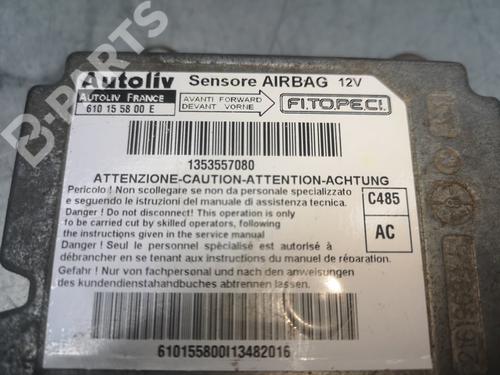 B-PARTS
Autoliv Sensore AIRBAG 12V
AUTOLIV FRANCE
610 15 58 00 E
AVANTI FORWARD
DEVANT VORNE
FI.TO.PE.CI.
1353557080
ATTENZIONE-CAUTION-ATTENTION-ACHTUNG
Pericolo ! Non scollegare se non da personale specializzato
e seguendo le istruzioni del manuale di assistenza tecnica.
Danger ! Do not disconnect! This operation is only
to be carried cut by skilled operators, following
the instructions given in the service manual
Danger ! Seul le personnel spécialisé est autorisé à
débrancher en se tenant aux instructions du manuel de réparation.
Gefahr ! Nur von fachpersonal und nach den anweisungen
des kundendienstahandbuches abtrennen lassen.
C485
AC
610155800I13482016